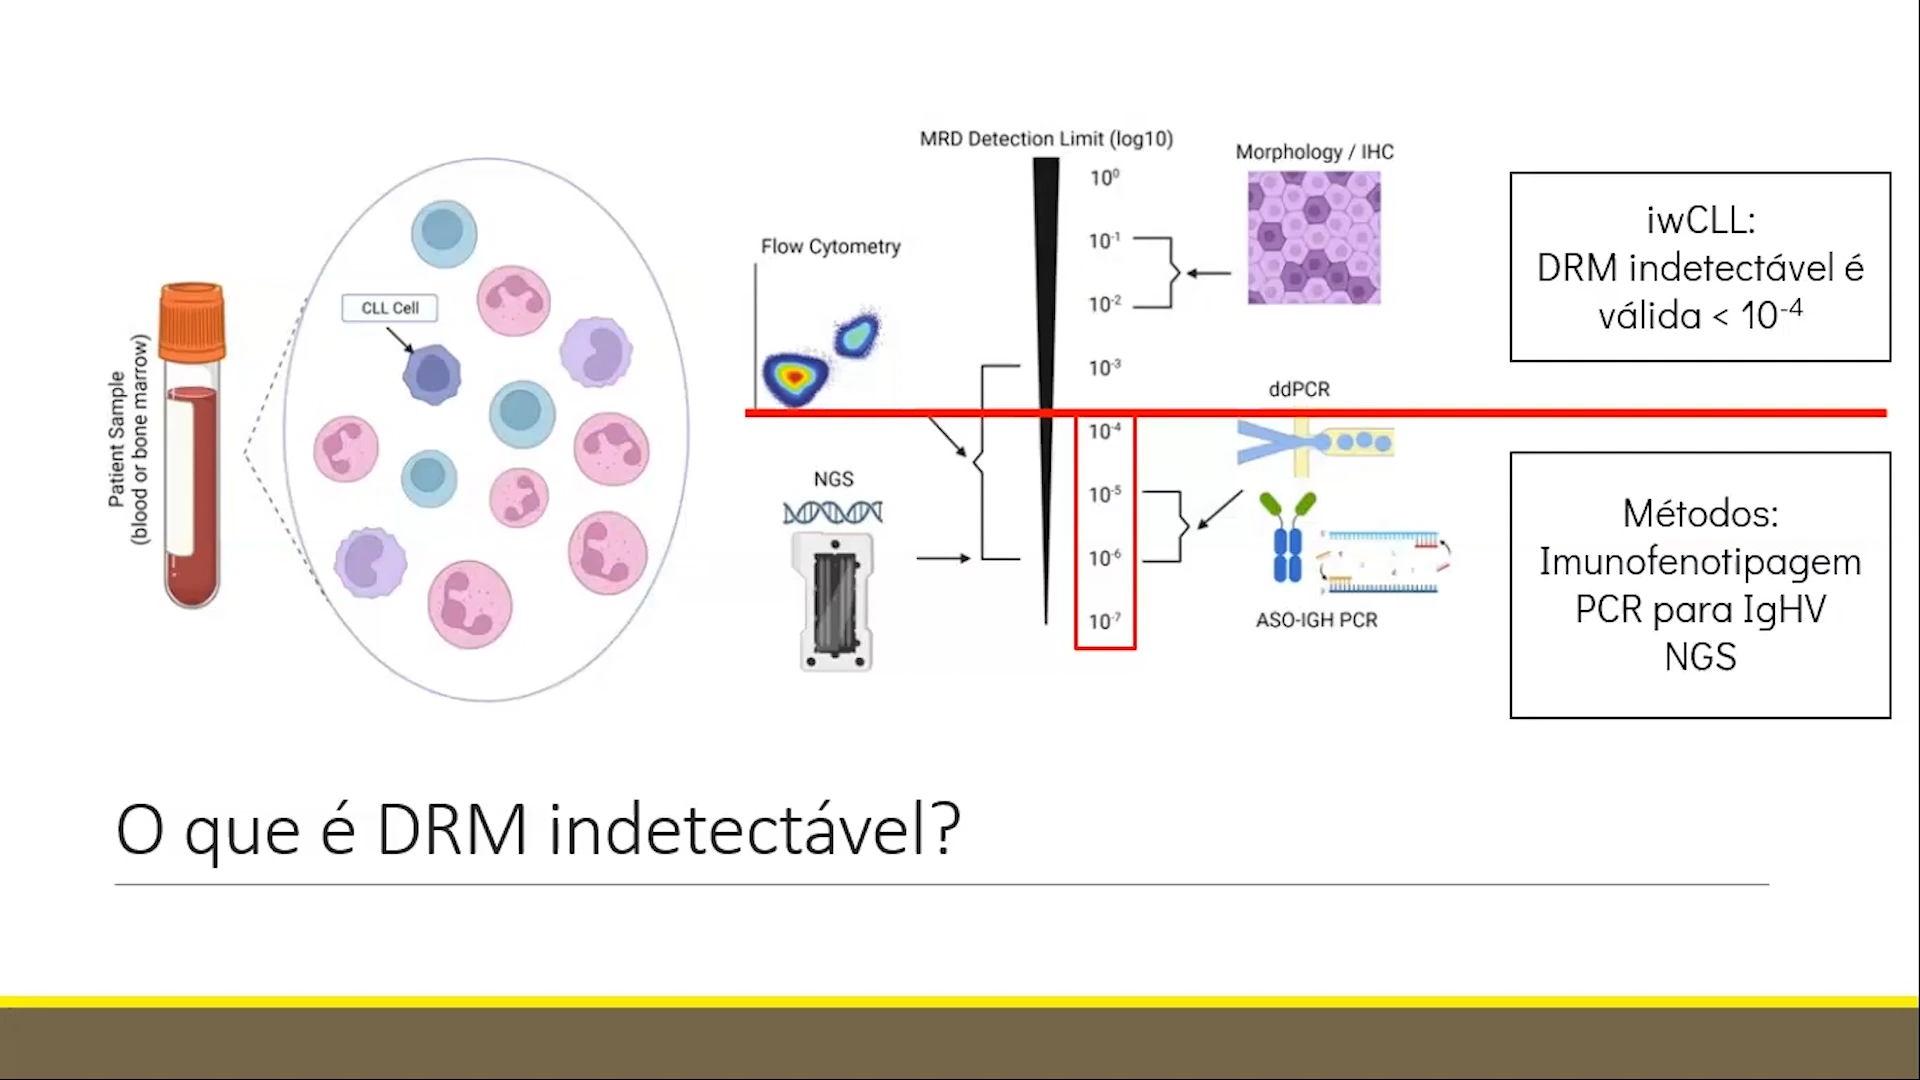 MRD Detection Limit (log10)
Morphology / IHC
10⁰
10⁻¹
10⁻²
10⁻³
10⁻⁴
10⁻⁵
10⁻⁶
10⁻⁷
Flow Cytometry
CLL Cell
Patient Sample
(blood or bone marrow)
NGS
ddPCR
ASO-IGH PCR
iwCLL:
DRM indetectável é
válida < 10⁻⁴
Métodos:
Imunofenotipagem
PCR para IgHV
NGS
O que é DRM indetectável?